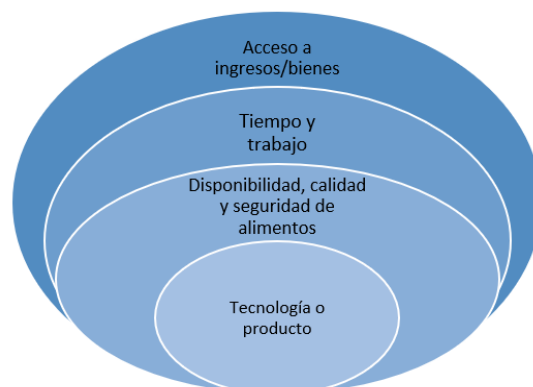 Acceso a
ingresos/bienes
Tiempo y
trabajo
Disponibilidad, calidad
y seguridad de
alimentos
Tecnología o
producto